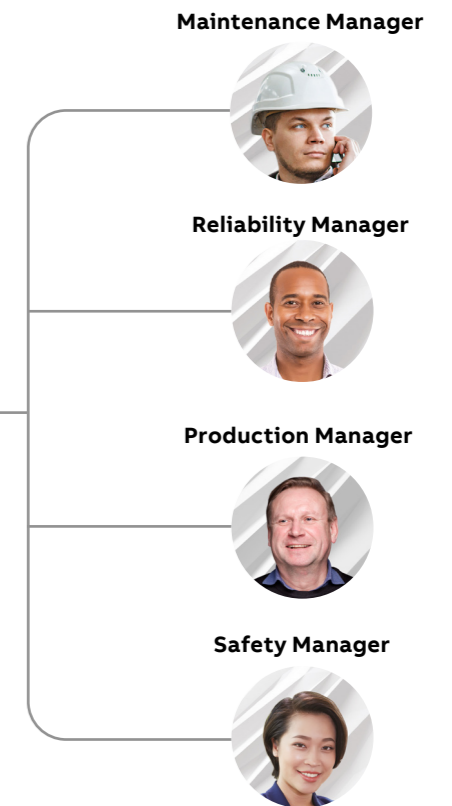 Maintenance Manager
Reliability Manager
Production Manager
Safety Manager